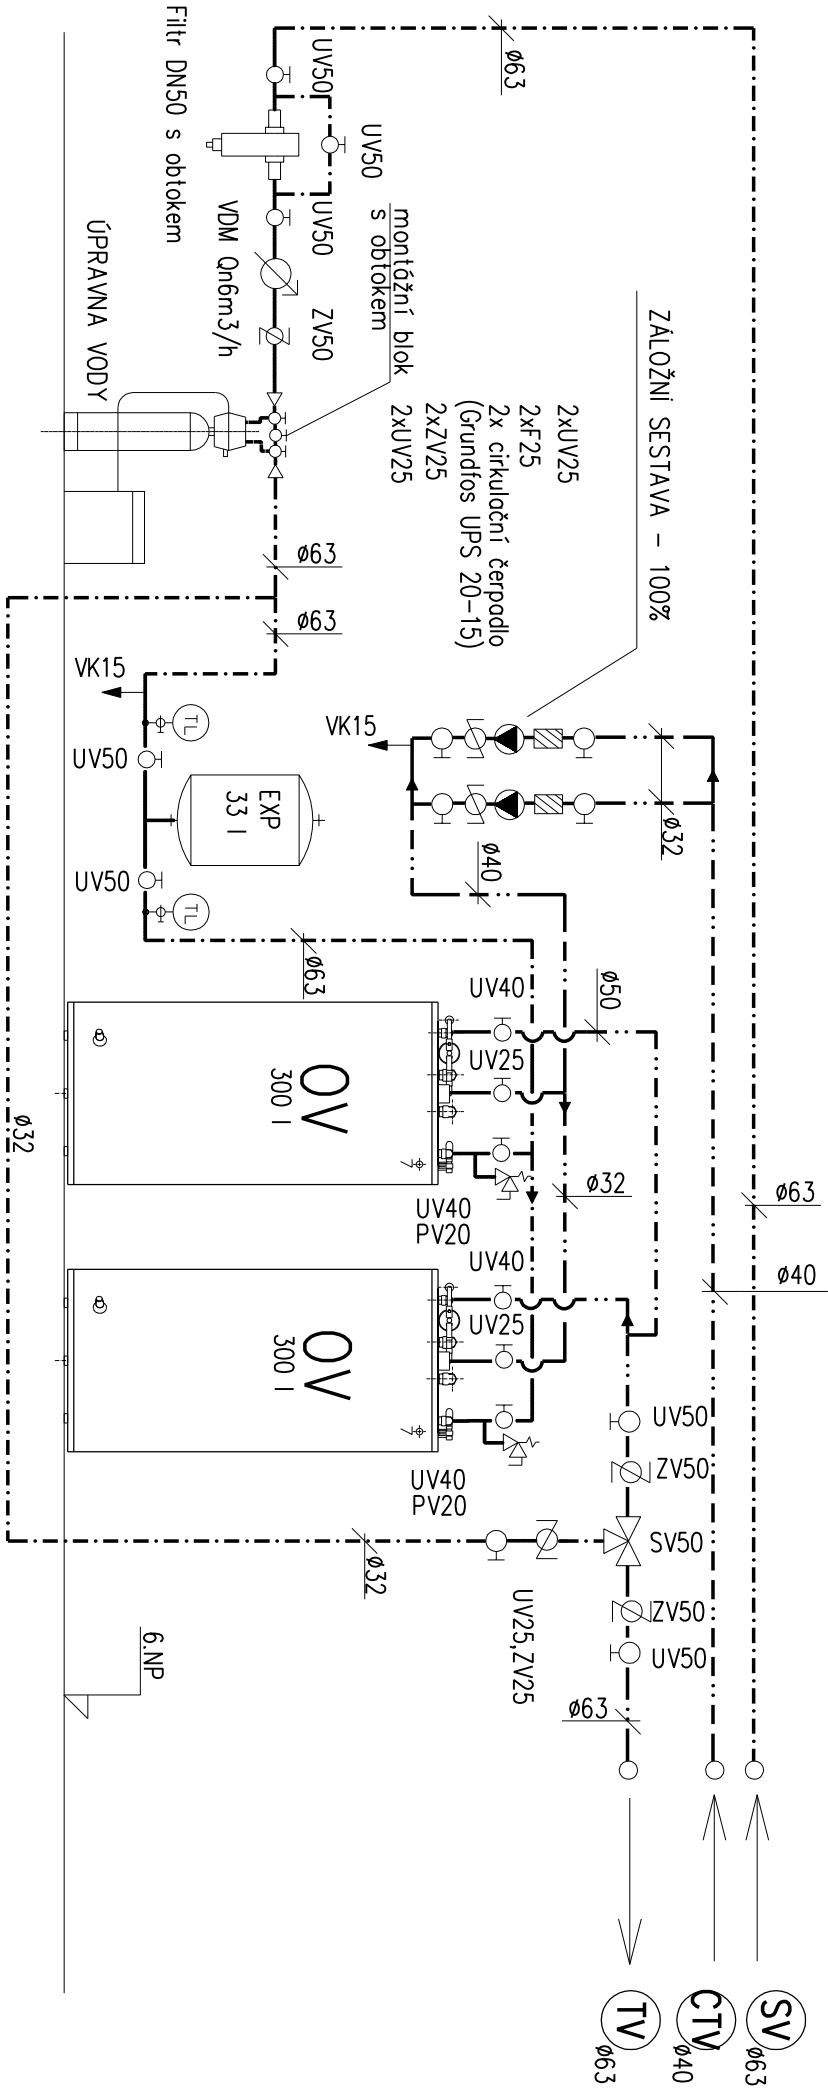 Filtr DN50 s obtokem
UV50
UV50
UV50
VDM Qn6m3/h
ZV50
montážní blok
s obtokem
ÚPRAVNA VODY
ø63
ZÁLOŽNÍ SESTAVA - 100%
2xUV25
2xF25
2x cirkulační čerpadlo
(Grundfos UPS 20-15)
2xZV25
2xUV25
ø63
ø63
VK15
TL
UV50
EXP
33 l
UV50
TL
VK15
ø32
ø40
ø63
ø50
UV40
UV25
OV
300 l
UV40
PV20
ø32
ø32
ø63
ø40
UV40
UV25
OV
300 l
UV40
PV20
UV50
ZV50
SV50
ZV50
UV50
ø32
UV25,ZV25
ø63
6.NP
SV
ø63
CTV
ø40
TV
ø63